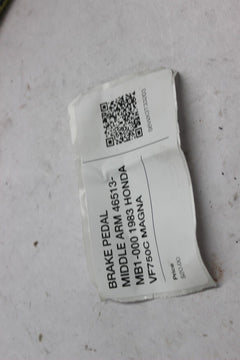 BRAKE PEDAL
MIDDLE ARM 46513-
MB1-000 1983 HONDA
VF750C MAGNA
Price